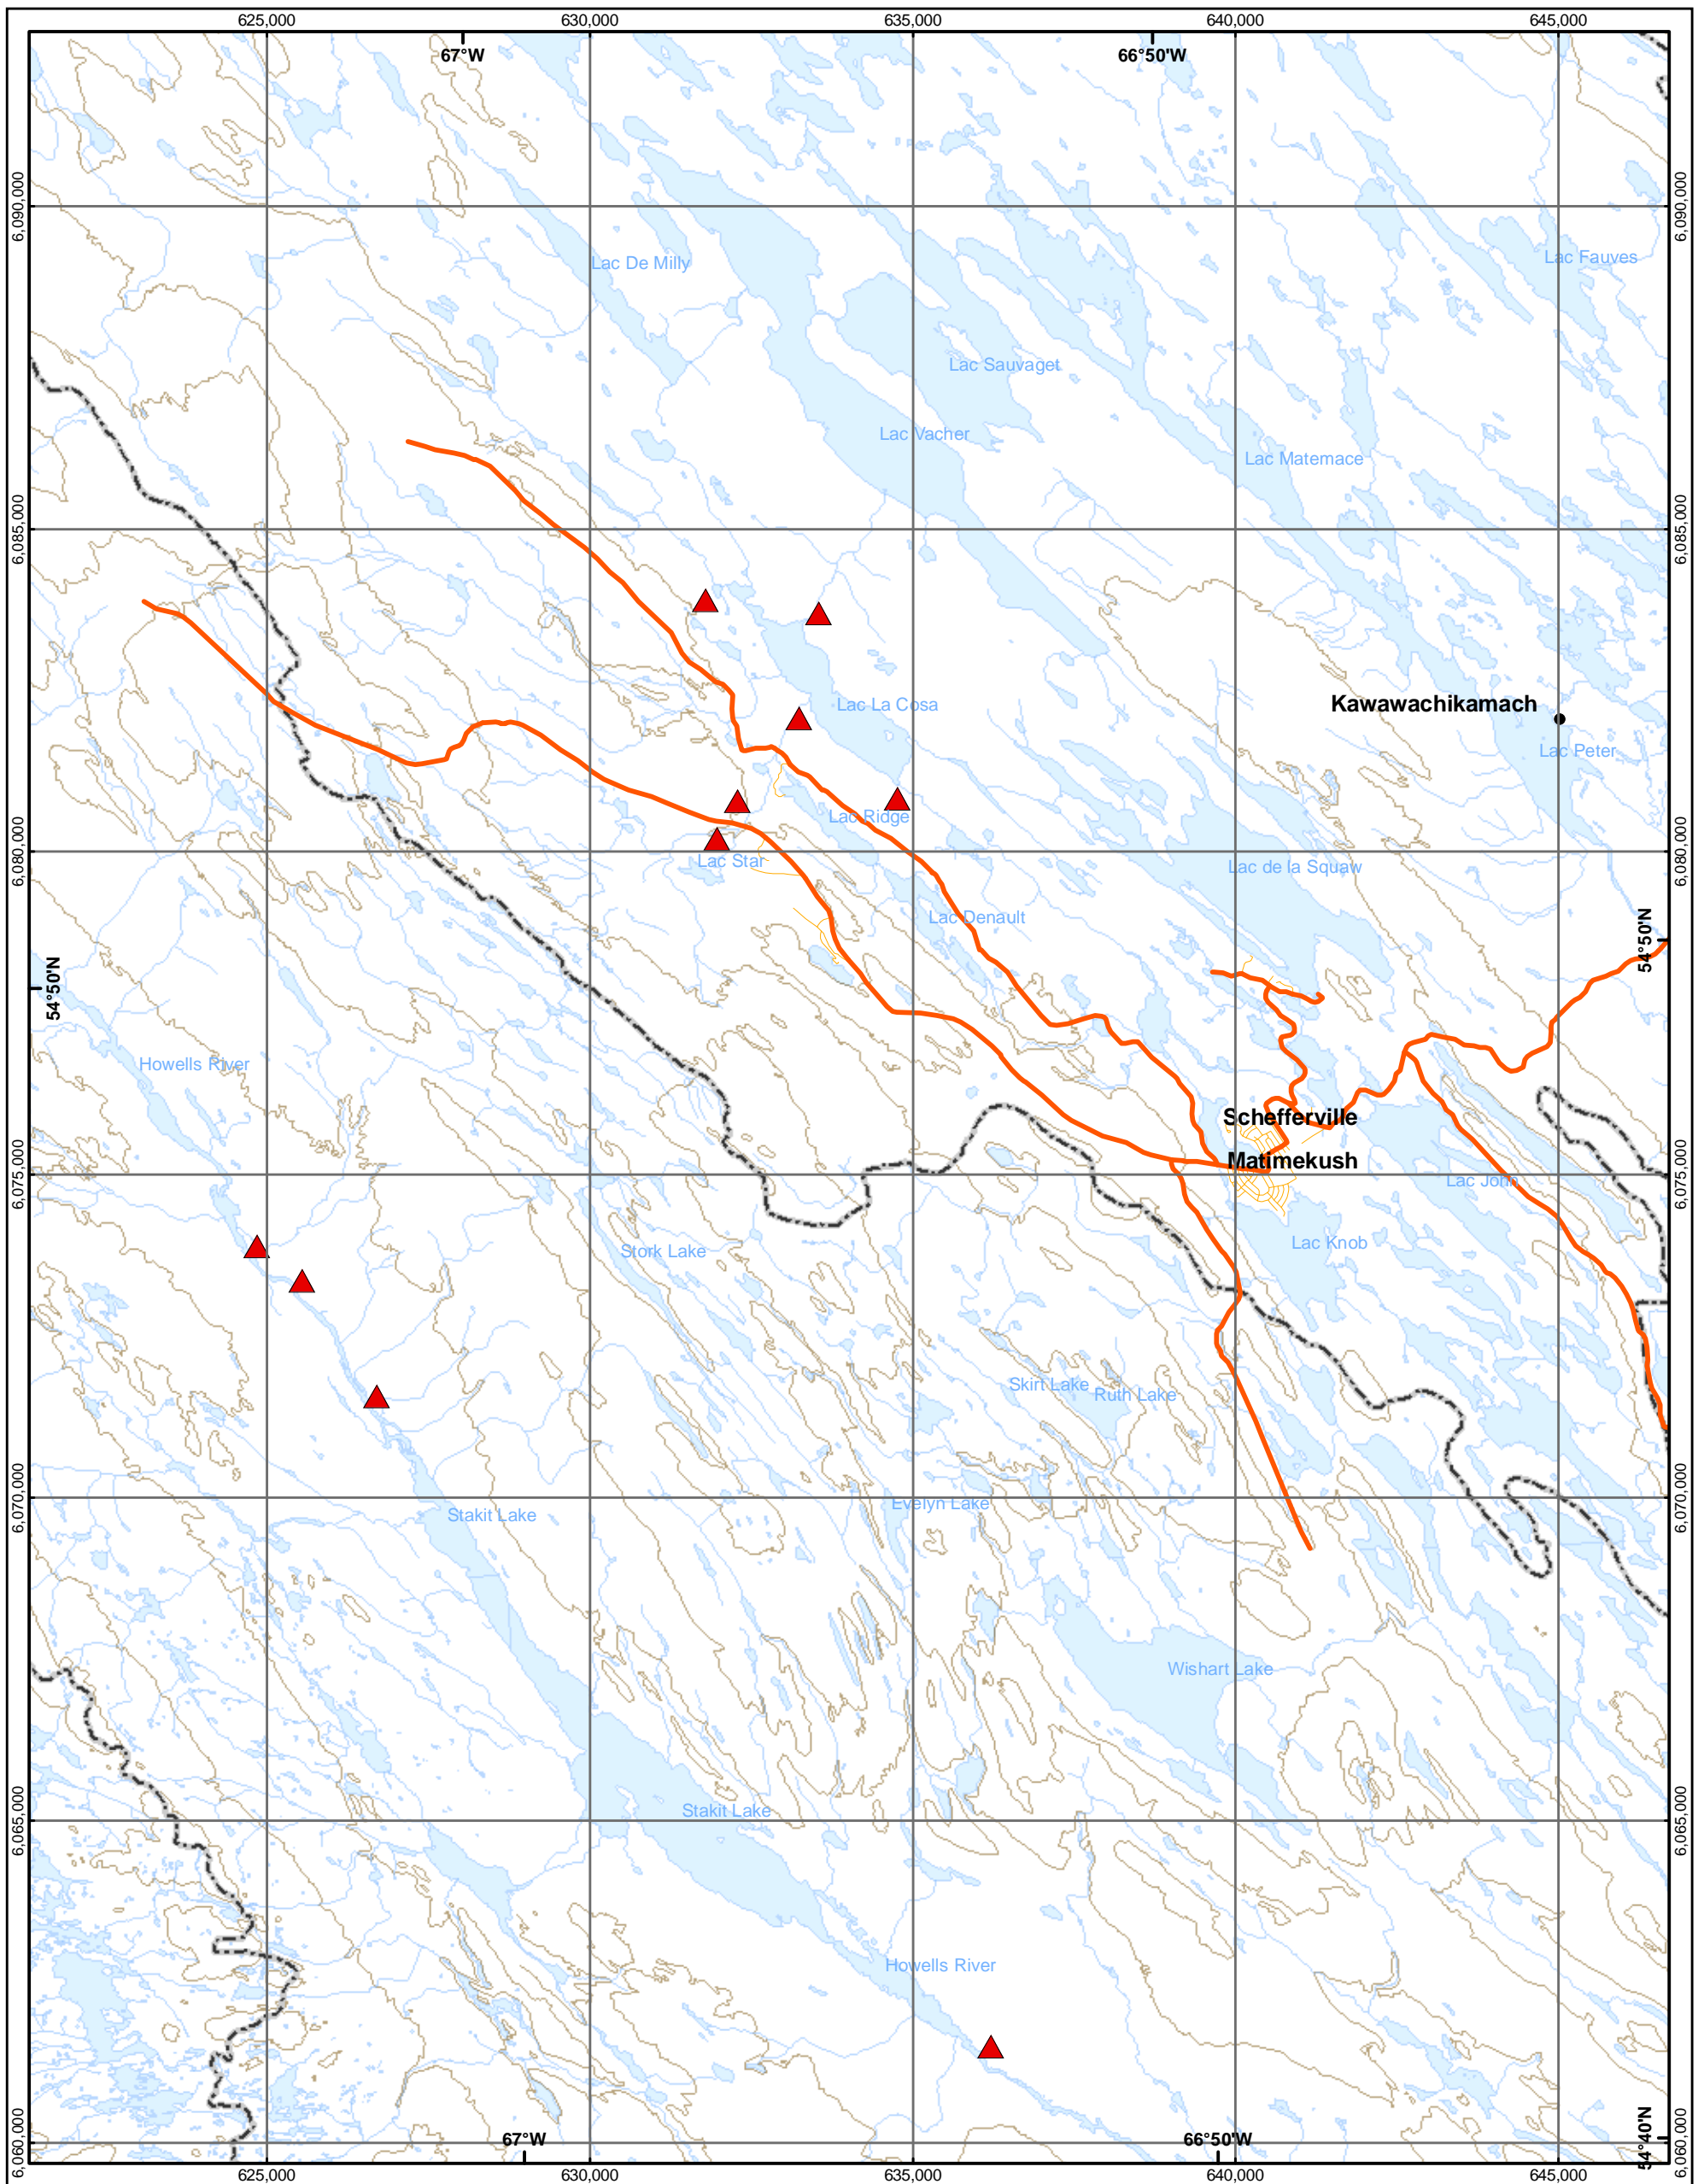 625,000 630,000 635,000 640,000 645,000
67°W 66°50'W
6,090,000 6,090,000
Lac Fauves
Lac De Milly
Lac Sauvaget
Lac Vacher
Lac Matemace
6,085,000 6,085,000
Kawawachikamach
Lac La Cosa
Lac Peter
Lac Ridge
6,080,000 6,080,000
Lac Star
Lac de la Squaw
Lac Denault
54°50'N
54°50'N
Howells River
Schefferville
Matimekush
6,075,000 6,075,000
Lac John
Lac Knob
Stork Lake
Skirt Lake
Ruth Lake
6,070,000 6,070,000
Evelyn Lake
Stakit Lake
Wishart Lake
Stakit Lake
6,065,000 6,065,000
Howells River
6,060,000 6,060,000
54°40'N
67°W 66°50'W
625,000 630,000 635,000 640,000 645,000